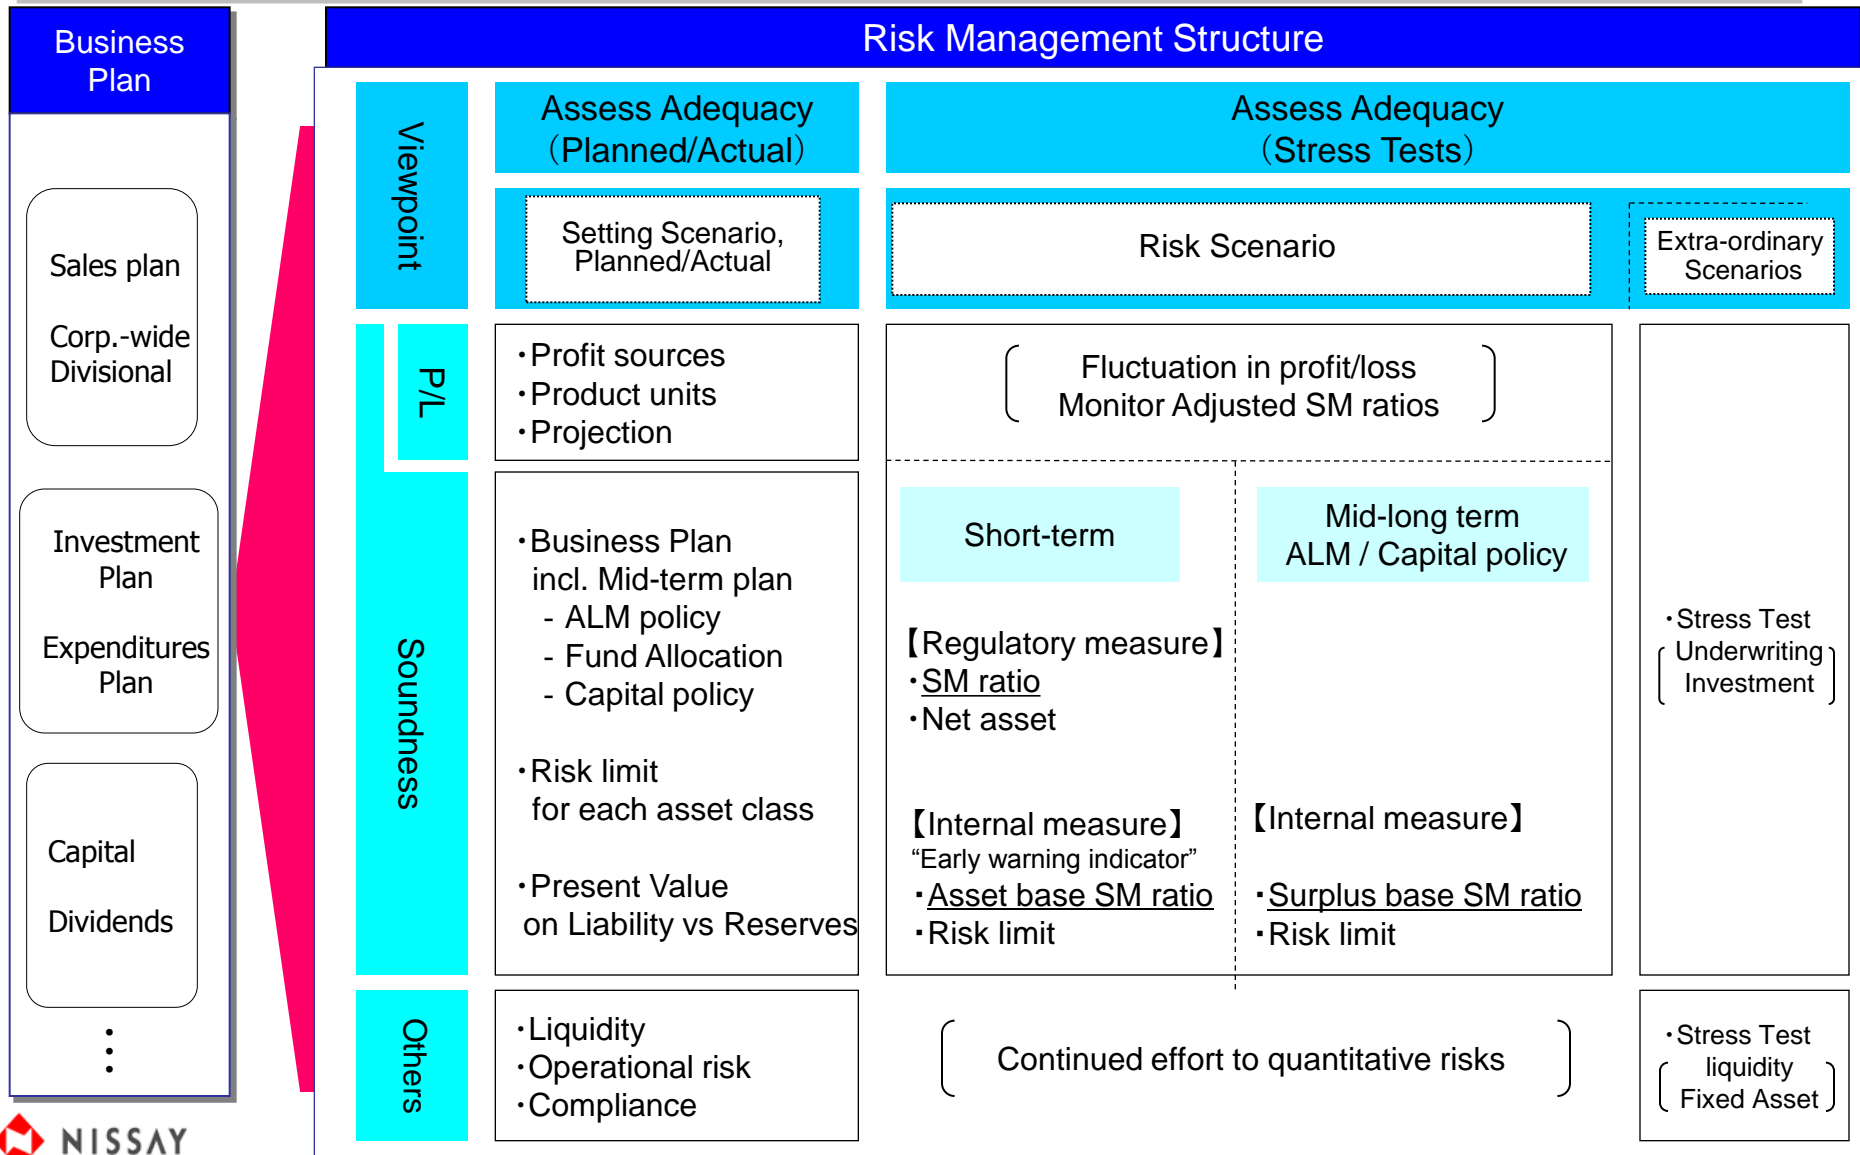 Business
Plan
Sales plan
Corp.-wide
Divisional
Investment
Plan
Expenditures
Plan
Capital
Dividends
⋮
NISSAY
Risk Management Structure
Viewpoint
Assess Adequacy
（Planned/Actual）
Assess Adequacy
（Stress Tests）
Setting Scenario,
Planned/Actual
Risk Scenario
Extra-ordinary
Scenarios
P/L
・Profit sources
・Product units
・Projection
Fluctuation in profit/loss
Monitor Adjusted SM ratios
Soundness
・Business Plan
incl. Mid-term plan
- ALM policy
- Fund Allocation
- Capital policy
・Risk limit
for each asset class
・Present Value
on Liability vs Reserves
Short-term
【Regulatory measure】
・SM ratio
・Net asset
【Internal measure】
“Early warning indicator”
・Asset base SM ratio
・Risk limit
Mid-long term
ALM / Capital policy
【Internal measure】
・Surplus base SM ratio
・Risk limit
・Stress Test
Underwriting
Investment
Others
・Liquidity
・Operational risk
・Compliance
Continued effort to quantitative risks
・Stress Test
liquidity
Fixed Asset